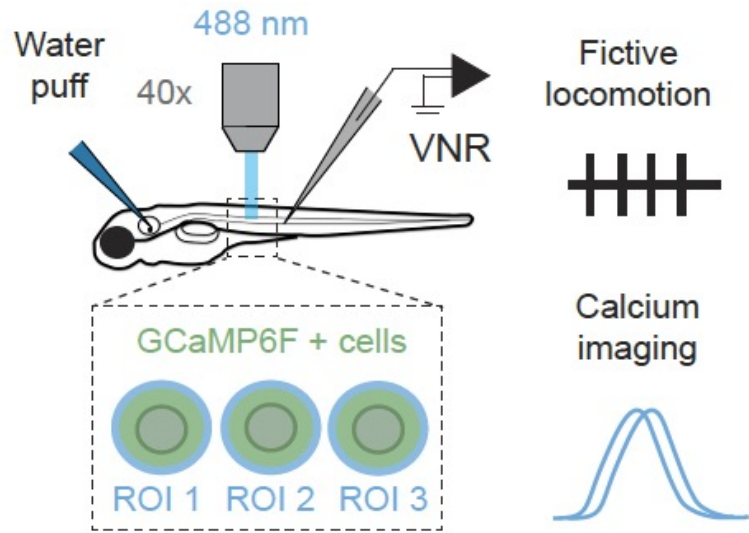 Water
puff
488 nm
40x
VNR
Fictive
locomotion
GCaMP6F + cells
ROI 1
ROI 2
ROI 3
Calcium
imaging